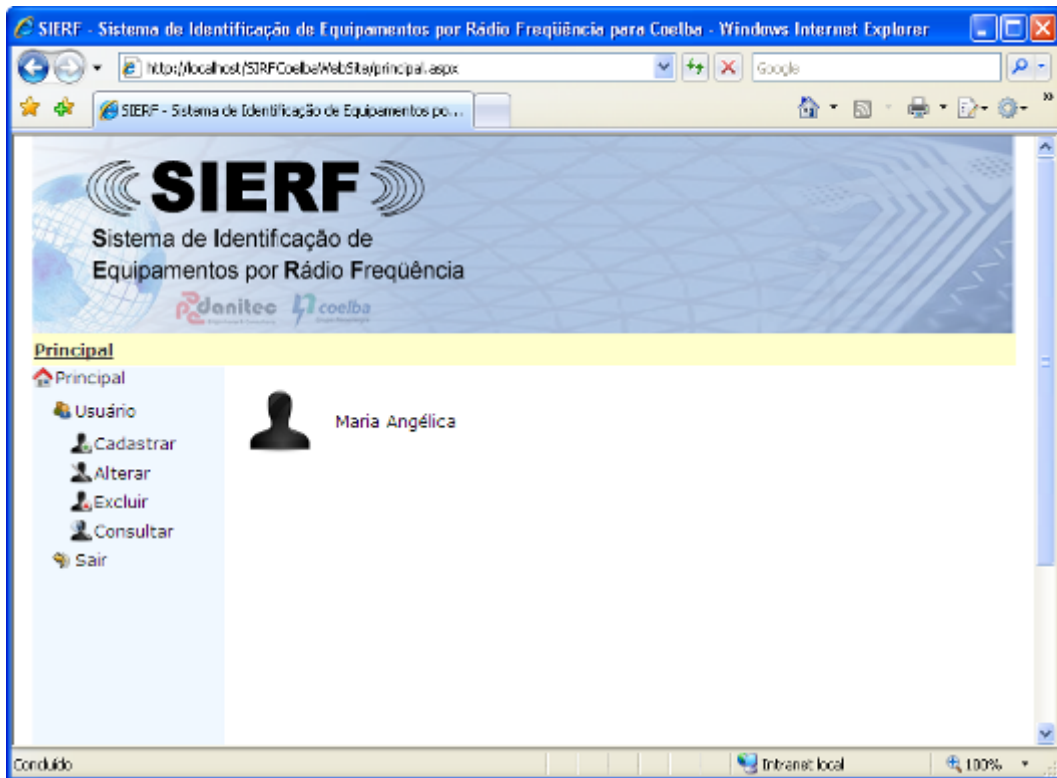 SIERF - Sistema de Identificação de Equipamentos por Rádio Freqüência para Coelba - Windows Internet Explorer
http://localhost/SIRFCoelbaWebSite/principal.aspx
Google
SIERF - Sistema de Identificação de Equipamentos po...
SIERF
Sistema de Identificação de
Equipamentos por Rádio Freqüência
danitec coelba
Principal
Principal
Usuário
Maria Angélica
Cadastrar
Alterar
Excluir
Consultar
Sair
Concluído
Intranet local
100%